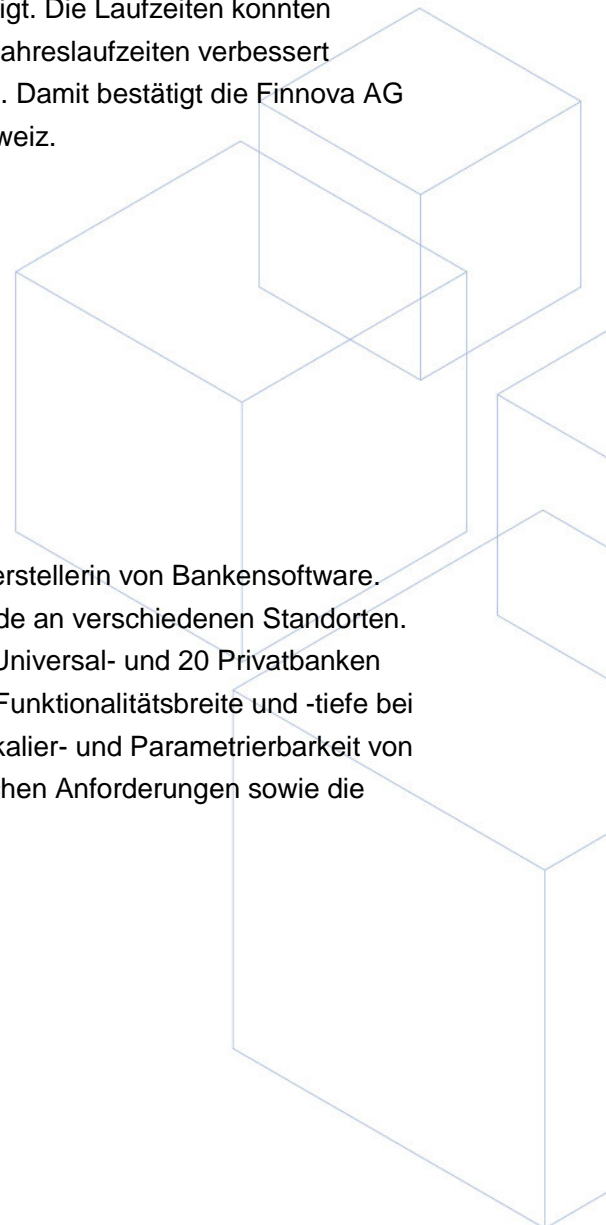 igt. Die Laufzeiten konnten
ahreslaufzeiten verbessert
. Damit bestätigt die Finnova AG
weiz.
erstellerin von Bankensoftware.
de an verschiedenen Standorten.
Universal- und 20 Privatbanken
Funktionalitätsbreite und -tiefe bei
kalier- und Parametrierbarkeit von
chen Anforderungen sowie die